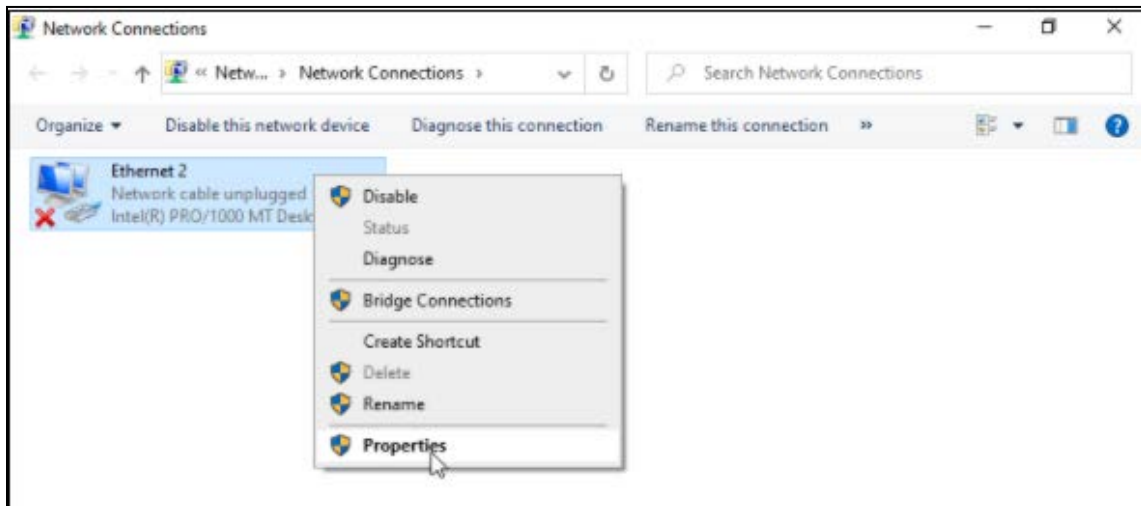 Network Connections
« Netw... › Network Connections ›
Search Network Connections
Organize
Disable this network device
Diagnose this connection
Rename this connection
»
Ethernet 2
Network cable unplugged
Intel(R) PRO/1000 MT Desk
Disable
Status
Diagnose
Bridge Connections
Create Shortcut
Delete
Rename
Properties